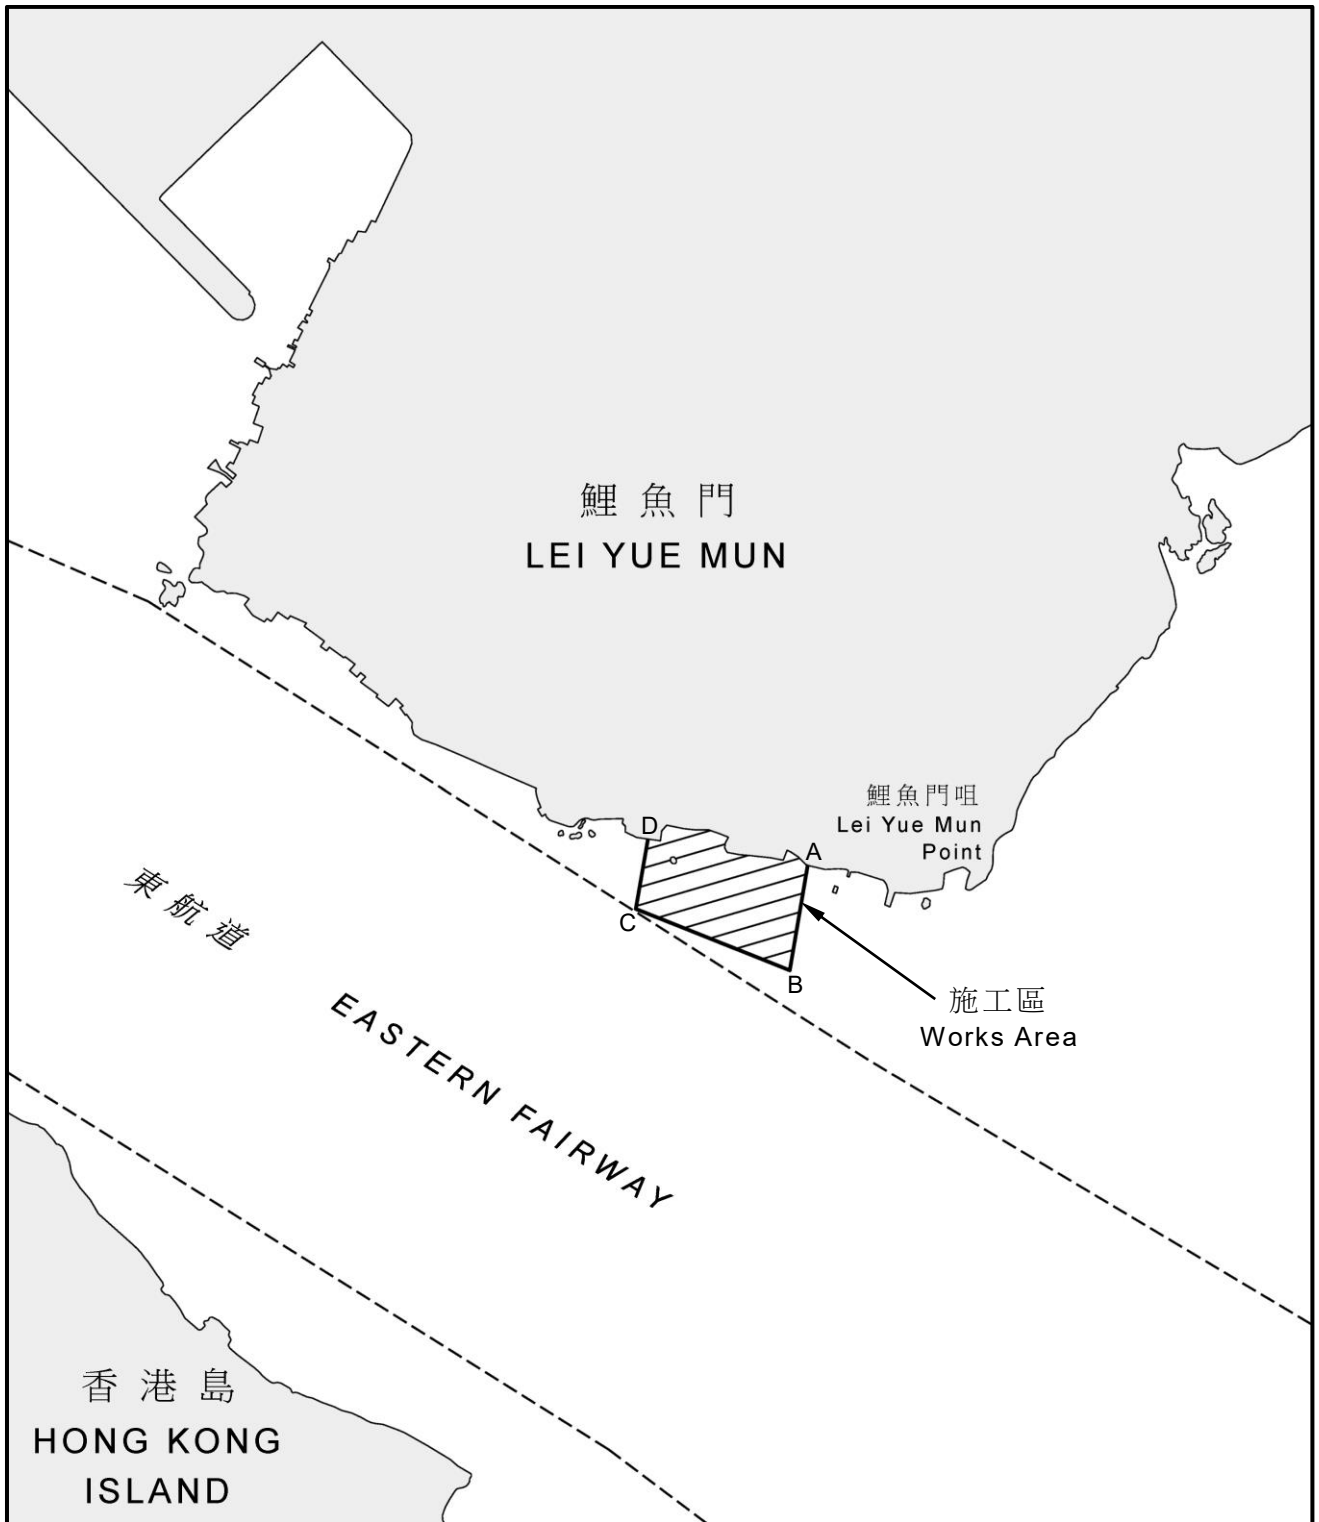 鯉魚門
LEI YUE MUN
鯉魚門咀
Lei Yue Mun
Point
D
A
C
B
東航道
EASTERN FAIRWAY
施工區
Works Area
香港島
HONG KONG
ISLAND